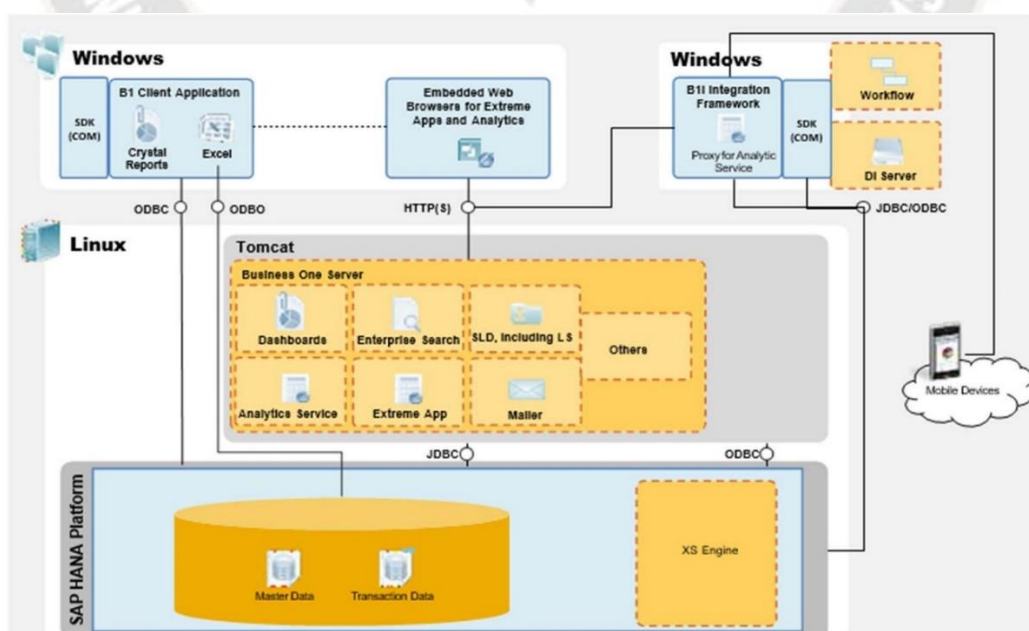 Windows
SDK
(COM)
B1 Client Application
Crystal
Reports
Excel
Embedded Web
Browsers for Extreme
Apps and Analytics
Windows
B1I Integration
Framework
Proxy for Analytic
Service
SDK
(COM)
Workflow
DI Server
ODBC
ODBO
HTTP(S)
JDBC/ODBC
Linux
Tomcat
Business One Server
Dashboards
Enterprise Search
SLD, Including LS
Others
Analytics Service
Extreme App
Mailer
Mobile Devices
JDBC
ODBC
SAP HANA Platform
Master Data
Transaction Data
XS Engine